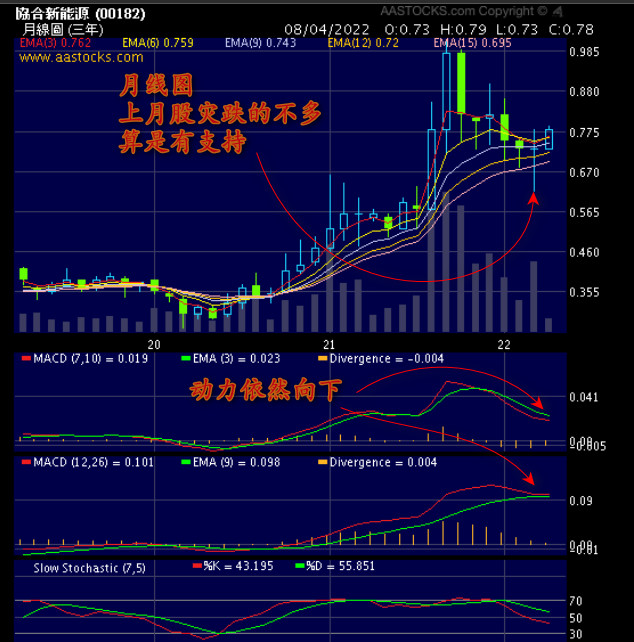 協合新能源 (00182)
AASTOCKS.com Copyright ©
月線圖 (三年)
08/04/2022 O:0.73 H:0.79 L:0.73 C:0.78
EMA(3) 0.762 EMA(6) 0.759 EMA(9) 0.743 EMA(12) 0.72 EMA(15) 0.695
www.aastocks.com
0.985
月线图
0.880
上月股灾跌的不多
0.775
算是有支持
0.670
0.565
0.460
0.355
20 21 22
MACD (7,10) = 0.019 EMA (3) = 0.023 Divergence = -0.004
动力依然向下
0.041
-0.005
MACD (12,26) = 0.101 EMA (9) = 0.098 Divergence = 0.004
0.09
-0.01
Slow Stochastic (7,5) %K = 43.195 %D = 55.851
70
50
30